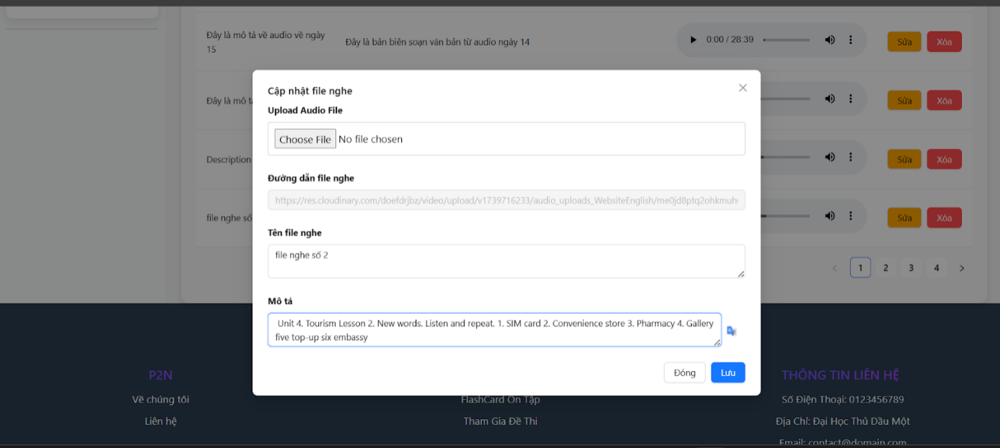 Đây là mô tả về audio về ngày
15
Đây là bản biên soạn văn bản từ audio ngày 14
0:00 / 28:39
Sửa
Xóa
Cập nhật file nghe
Upload Audio File
Đây là mô
Sửa
Xóa
Choose File No file chosen
Description
Sửa
Xóa
Đường dẫn file nghe
https://res.cloudinary.com/doefdrjbz/video/upload/v1739716233/audio_uploads_WebsiteEnglish/me0jd8ptq2ohkmuh
file nghe số
Sửa
Xóa
Tên file nghe
file nghe số 2
< 1 2 3 4 >
Mô tả
Unit 4. Tourism Lesson 2. New words. Listen and repeat. 1. SIM card 2. Convenience store 3. Pharmacy 4. Gallery
five top-up six embassy
Đóng
Lưu
P2N
Về chúng tôi
Liên hệ
FlashCard Ôn Tập
Tham Gia Đề Thi
THÔNG TIN LIÊN HỆ
Số Điện Thoại: 0123456789
Địa Chỉ: Đại Học Thủ Dầu Một
Email: contact@domain.com